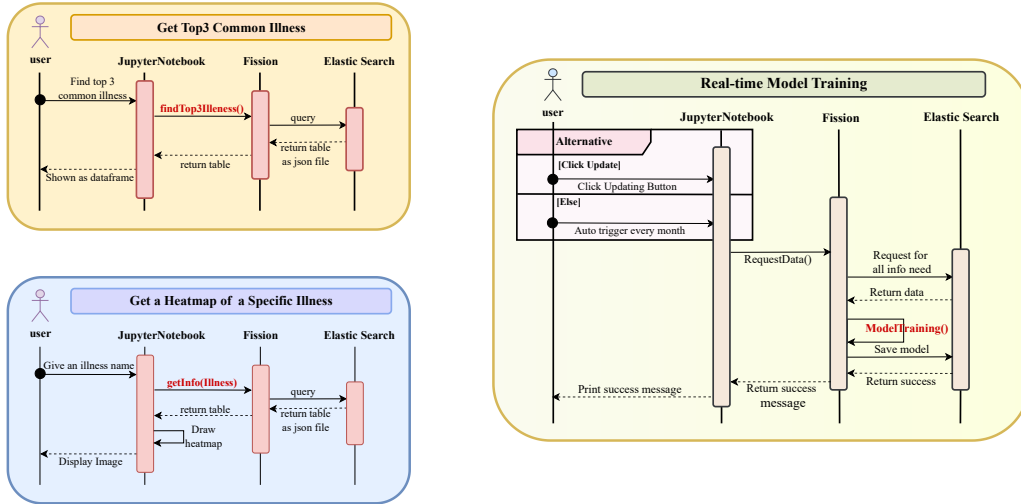 Get Top3 Common Illness
user
JupyterNotebook
Fission
Elastic Search
Find top 3
common illness
findTop3Illeness()
query
return table
as json file
return table
Shown as dataframe
Get a Heatmap of a Specific Illness
user
JupyterNotebook
Fission
Elastic Search
Give an illness name
getInfo(Illness)
query
return table
as json file
return table
Draw
heatmap
Display Image
Real-time Model Training
user
JupyterNotebook
Fission
Elastic Search
Alternative
[Click Update]
Click Updating Button
[Else]
Auto trigger every month
RequestData()
Request for
all info need
Return data
ModelTraining()
Save model
Return success
Return success
message
Print success message